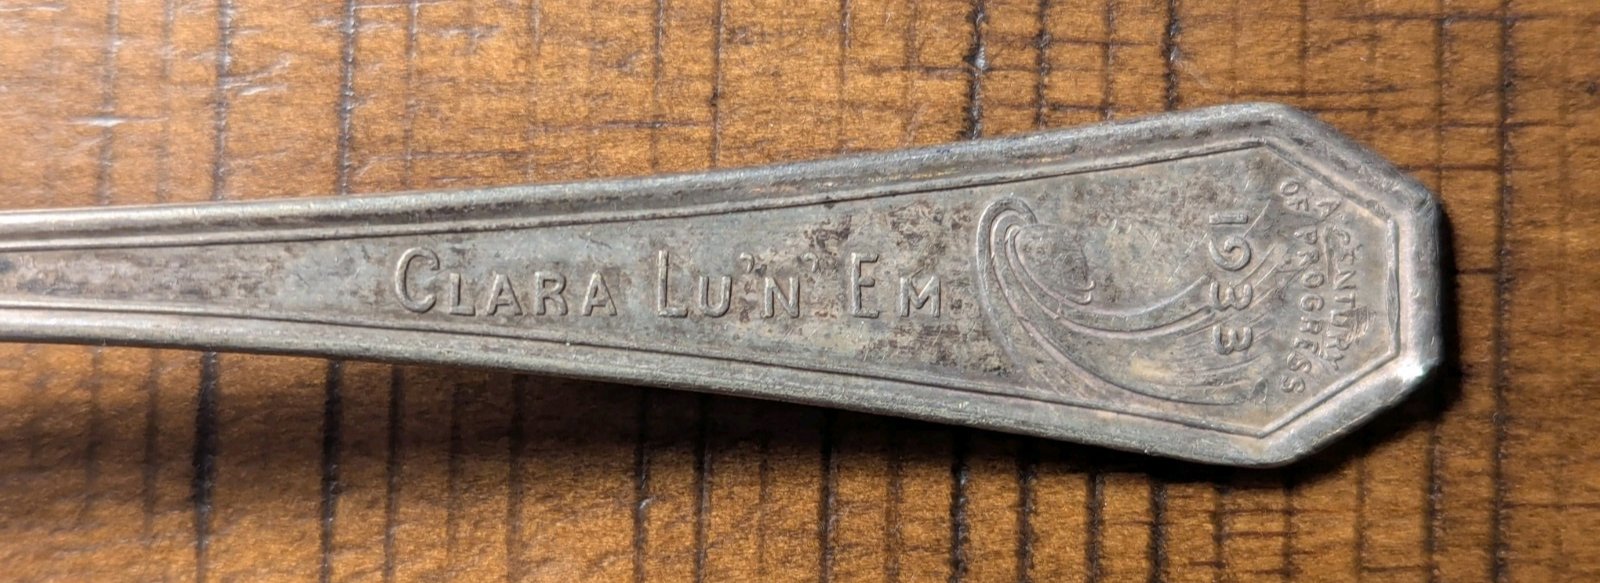 CLARA LU'N'EM
1933
A CENTURY
OF PROGRESS